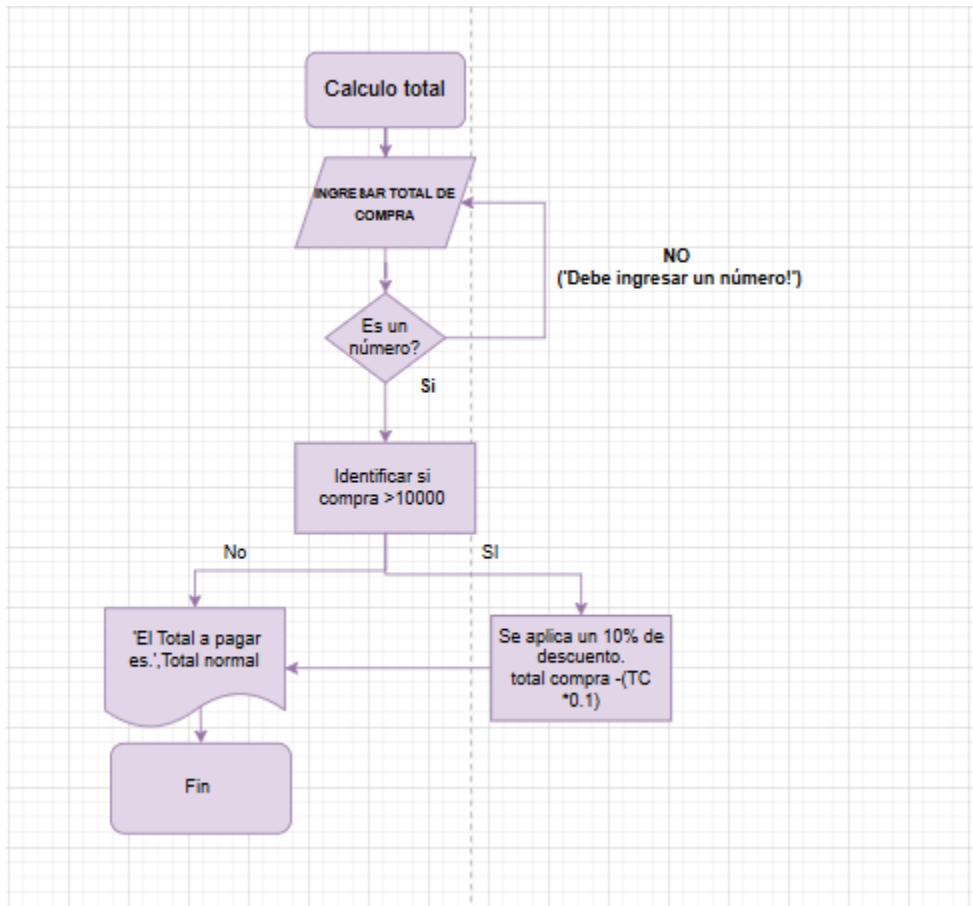 Calculo total
INGRESAR TOTAL DE
COMPRA
NO
('Debe ingresar un número!')
Es un
número?
Si
Identificar si
compra >10000
No
SI
'El Total a pagar
es.',Total normal
Se aplica un 10% de
descuento.
total compra -(TC
*0.1)
Fin